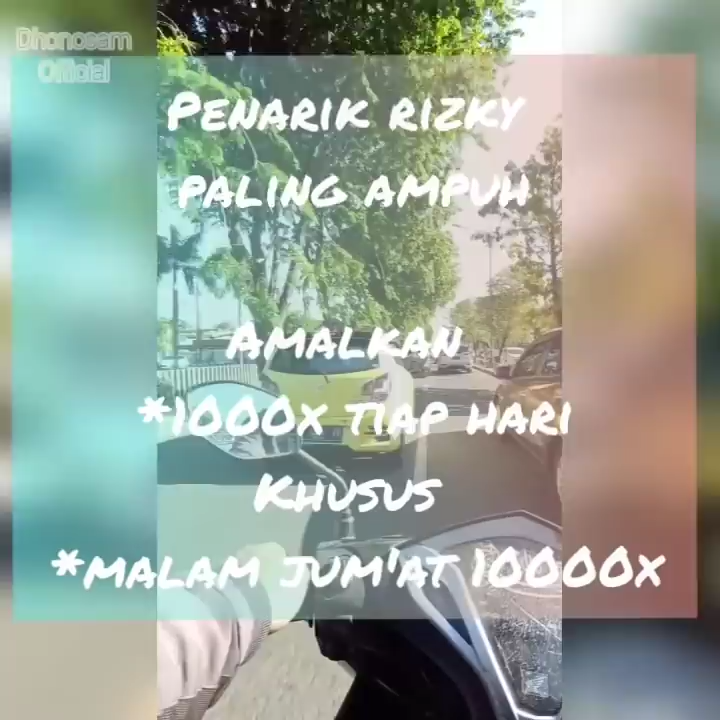 Dhonosam
Official
Penarik rizky
paling ampuh
Amalkan
*1000x tiap hari
Khusus
*malam jum'at 10000x